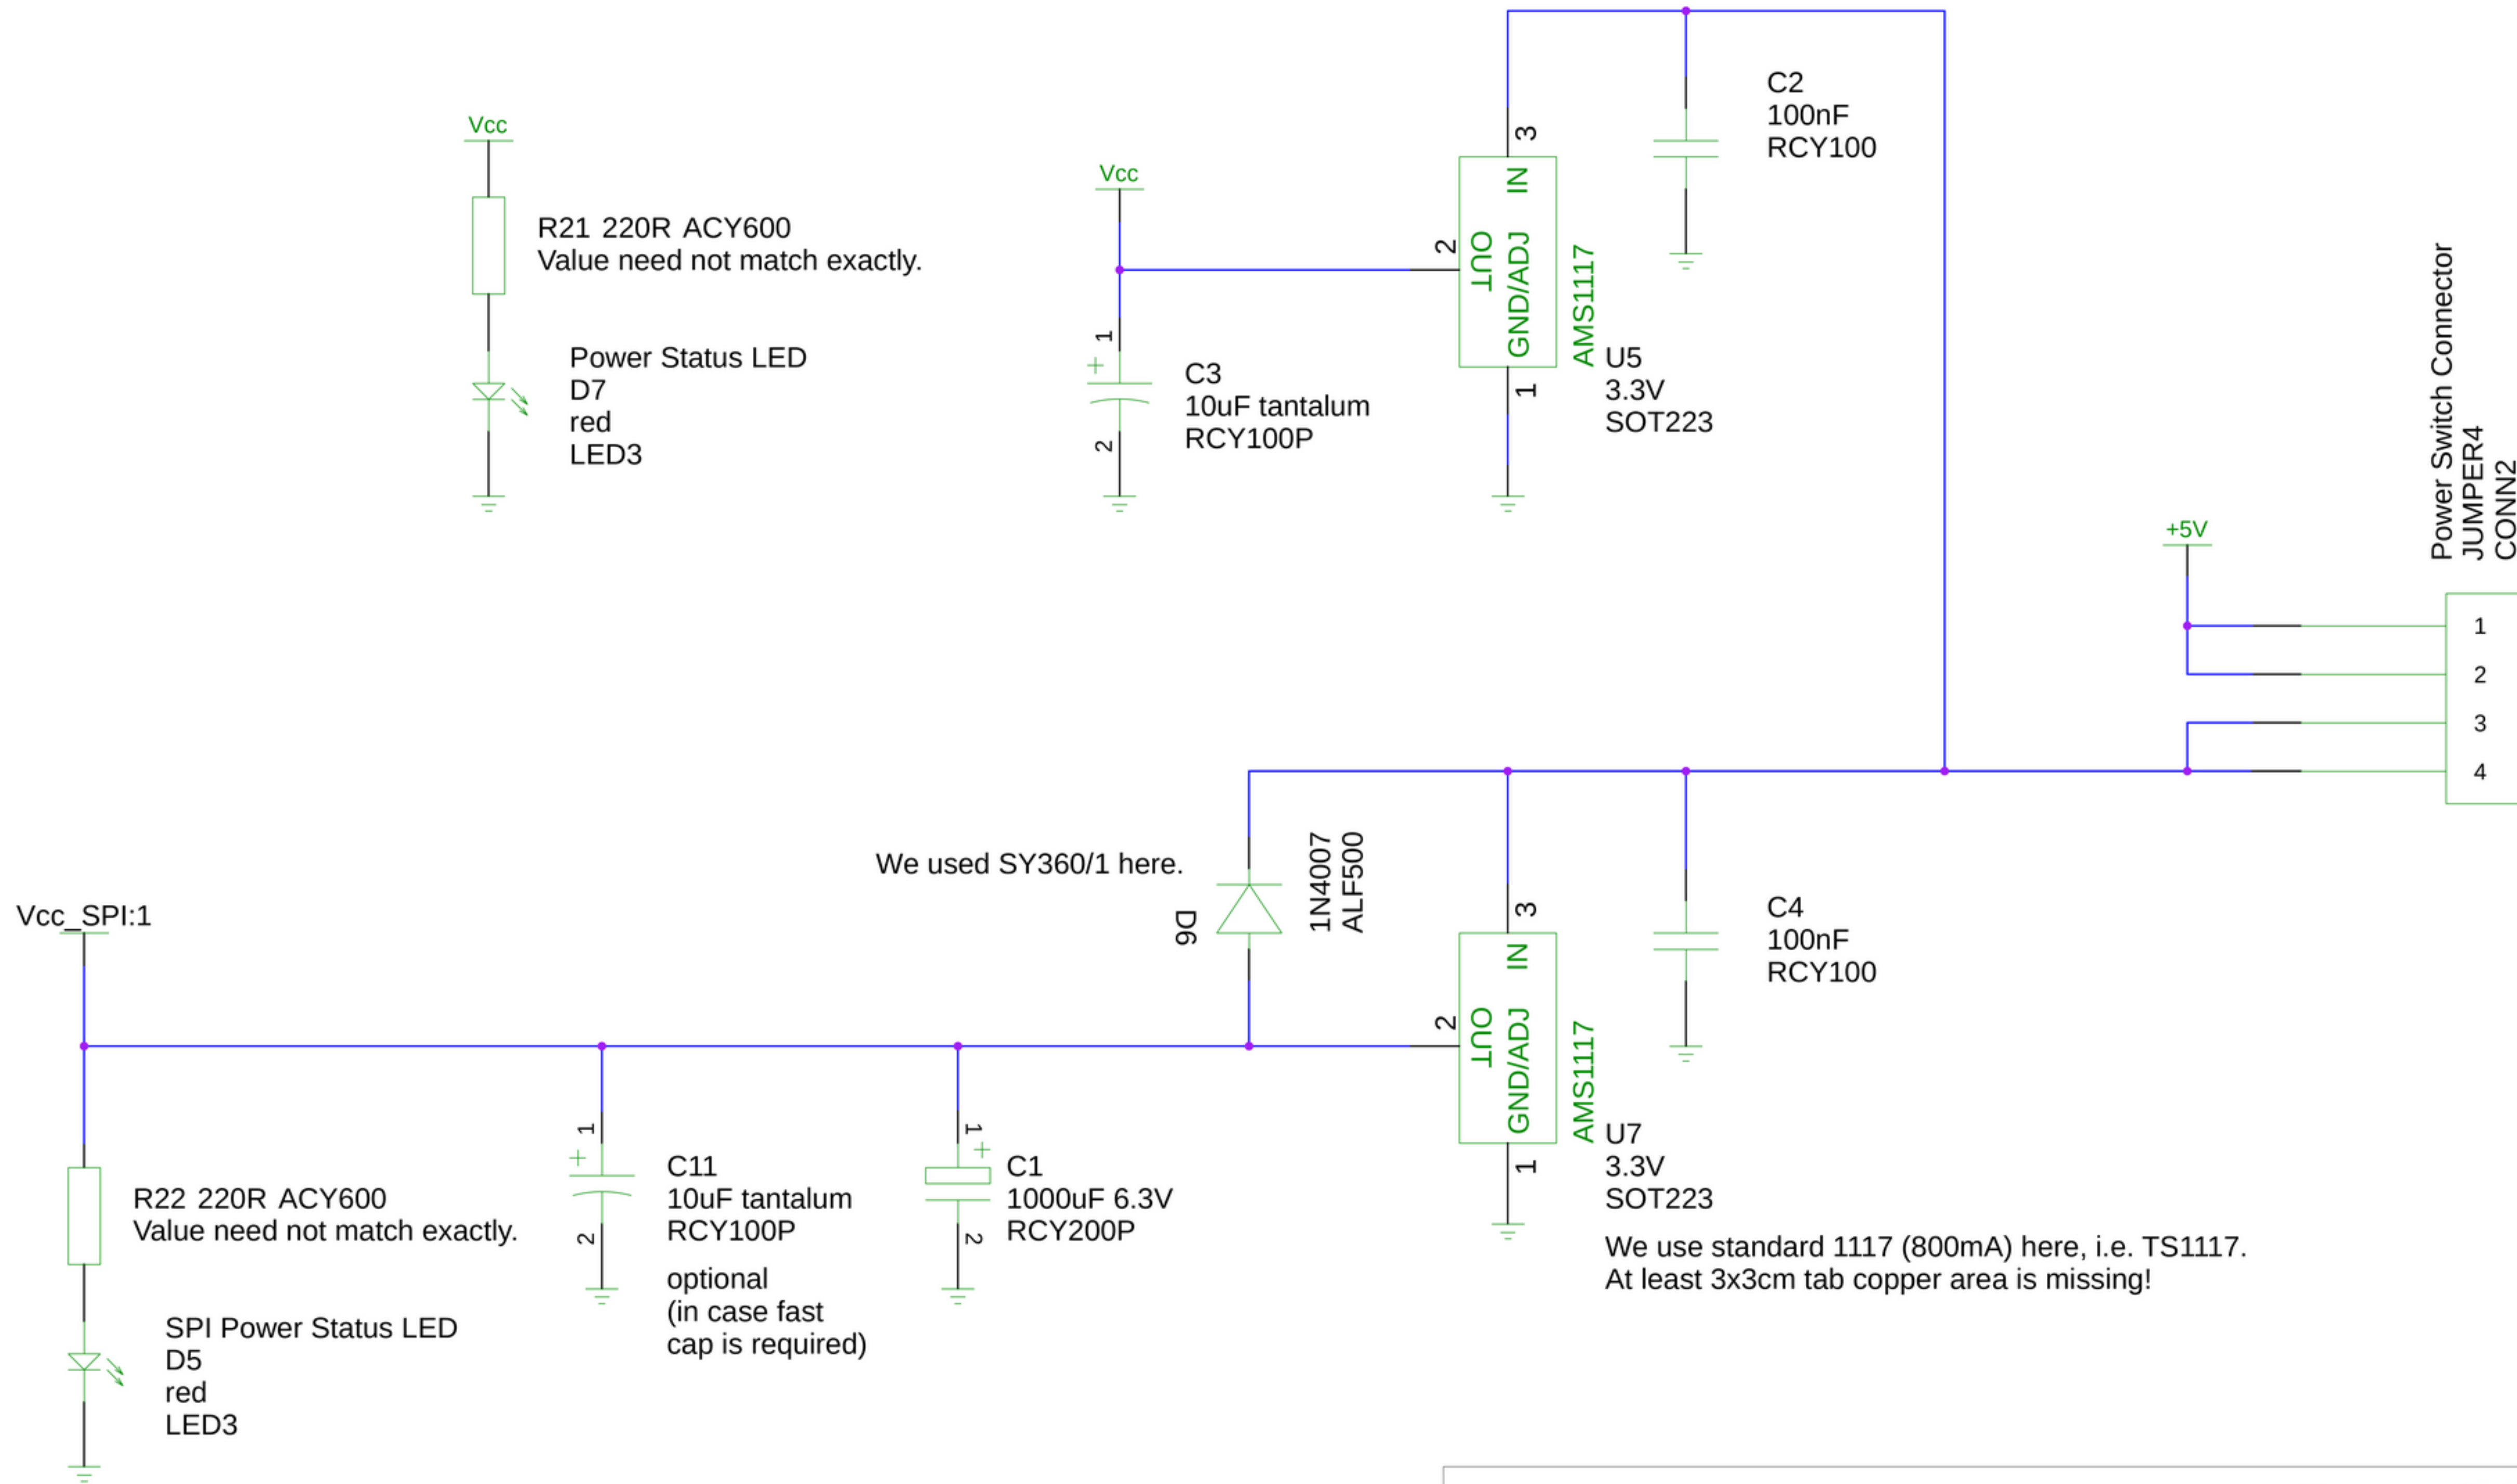 C2
100nF
RCY100
Vcc
Vcc
3
IN
OUT
GND/ADJ
2
1
AMS1117
R21 220R ACY600
Value need not match exactly.
Power Status LED
D7
red
LED3
1
+
2
C3
10uF tantalum
RCY100P
U5
3.3V
SOT223
Power Switch Connector
JUMPER4
CONN2
+5V
1
2
3
4
We used SY360/1 here.
D6
1N4007
ALF500
Vcc_SPI:1
3
IN
OUT
GND/ADJ
2
1
AMS1117
C4
100nF
RCY100
R22 220R ACY600
Value need not match exactly.
1
+
2
C11
10uF tantalum
RCY100P
optional
(in case fast
cap is required)
1
+
2
C1
1000uF 6.3V
RCY200P
U7
3.3V
SOT223
We use standard 1117 (800mA) here, i.e. TS1117.
At least 3x3cm tab copper area is missing!
SPI Power Status LED
D5
red
LED3